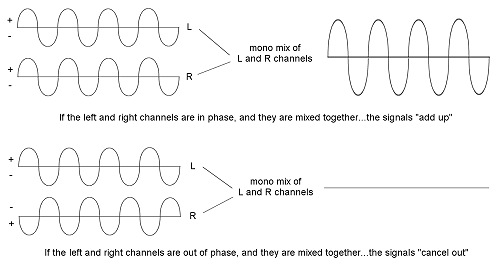 +
-
L
mono mix of
L and R channels
+
-
R
If the left and right channels are in phase, and they are mixed together...the signals "add up"
+
-
L
mono mix of
L and R channels
-
+
R
If the left and right channels are out of phase, and they are mixed together...the signals "cancel out"